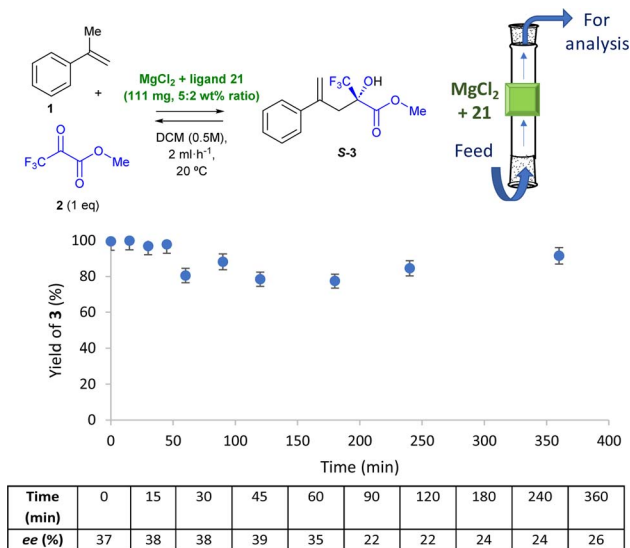 Me
1
+
MgCl₂ + ligand 21
(111 mg, 5:2 wt% ratio)
DCM (0.5M),
2 ml·h⁻¹,
20 ºC
F₃C
O
O
O
Me
2 (1 eq)
F₃C OH
O
O
Me
S-3
For
analysis
MgCl₂
+ 21
Feed
Yield of 3 (%)
100
80
60
40
20
0
0 50 100 150 200 250 300 350 400
Time (min)
Time (min) 0 15 30 45 60 90 120 180 240 360
ee (%) 37 38 38 39 35 22 22 24 24 26